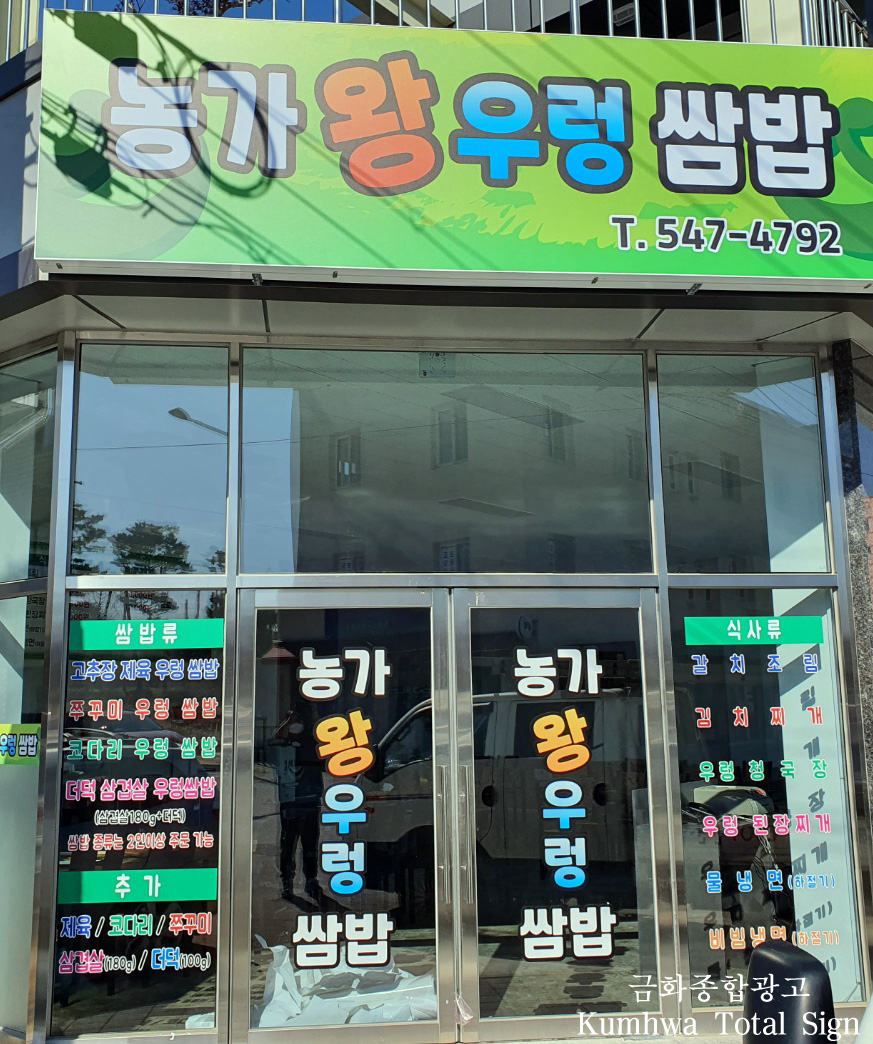 농가 왕우렁 쌈밥
T. 547-4792
쌈밥류
고추장 제육 우렁 쌈밥
쭈꾸미 우렁 쌈밥
코다리 우렁 쌈밥
더덕 삼겹살 우렁쌈밥
(삼겹살180g+더덕)
쌈밥 종류는 2인이상 주문 가능
추가
제육 / 코다리 / 쭈꾸미
삼겹살(180g) / 더덕(100g)
우렁 쌈밥
농가
왕
우
렁
쌈밥
농가
왕
우
렁
쌈밥
식사류
갈치조림
김치찌개
우렁청국장
우렁 된장찌개
물냉면(하절기)
비빔냉면(하절기)
금화종합광고
Kumhwa Total Sign